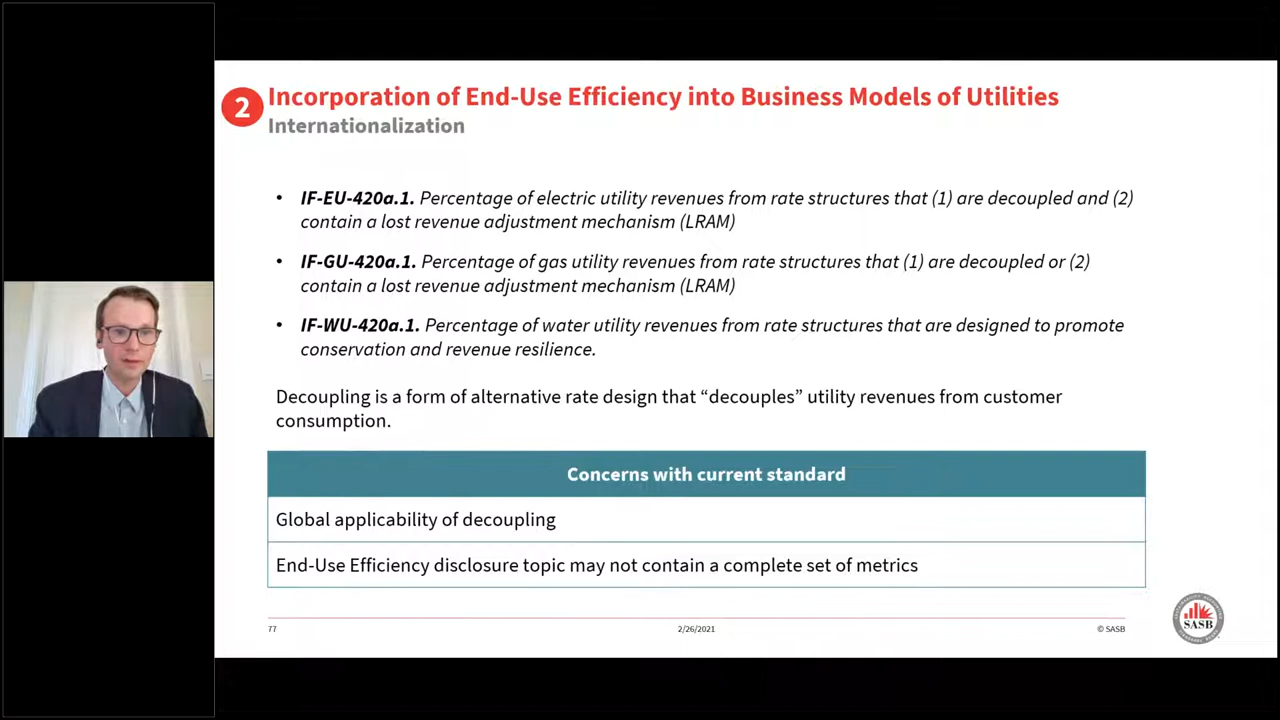 2
Incorporation of End-Use Efficiency into Business Models of Utilities
Internationalization
• IF-EU-420a.1. Percentage of electric utility revenues from rate structures that (1) are decoupled and (2)
contain a lost revenue adjustment mechanism (LRAM)
• IF-GU-420a.1. Percentage of gas utility revenues from rate structures that (1) are decoupled or (2)
contain a lost revenue adjustment mechanism (LRAM)
• IF-WU-420a.1. Percentage of water utility revenues from rate structures that are designed to promote
conservation and revenue resilience.
Decoupling is a form of alternative rate design that “decouples” utility revenues from customer
consumption.
Concerns with current standard
Global applicability of decoupling
End-Use Efficiency disclosure topic may not contain a complete set of metrics
77
2/26/2021
© SASB
SASB